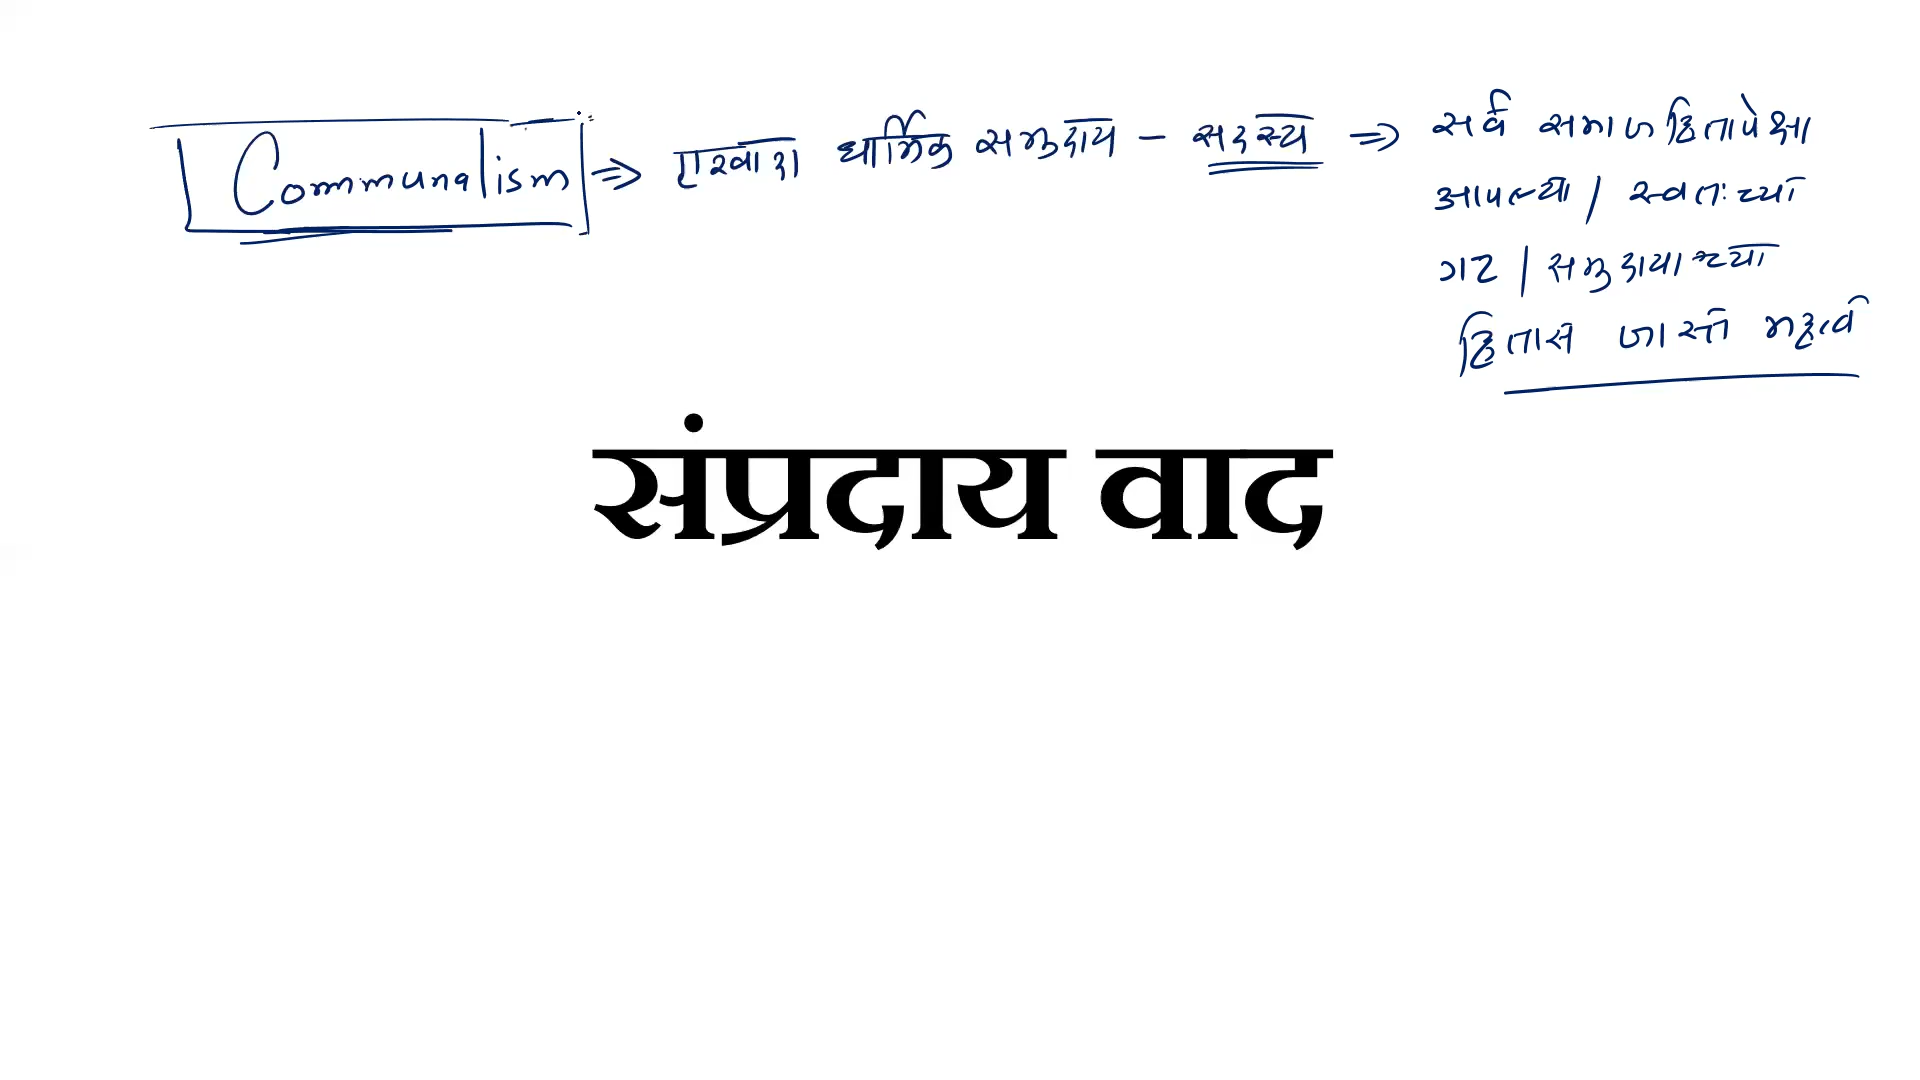 Communalism ⇒ एखादा धार्मिक समुदाय - सदस्य ⇒ सर्व समाजहितापेक्षा
आपल्या / स्वतःच्या
गट / समुदायाच्या
हितास जास्त महत्व
संप्रदाय वाद